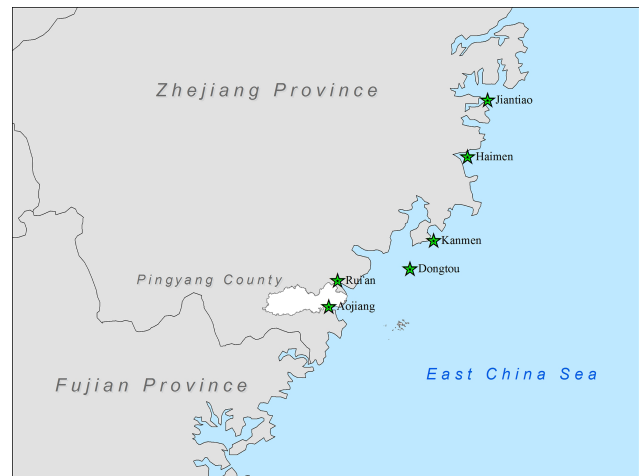 Zhejiang Province
Jiantiao
Haimen
Kanmen
Dongtou
Pingyang County
Rui'an
Aojiang
East China Sea
Fujian Province